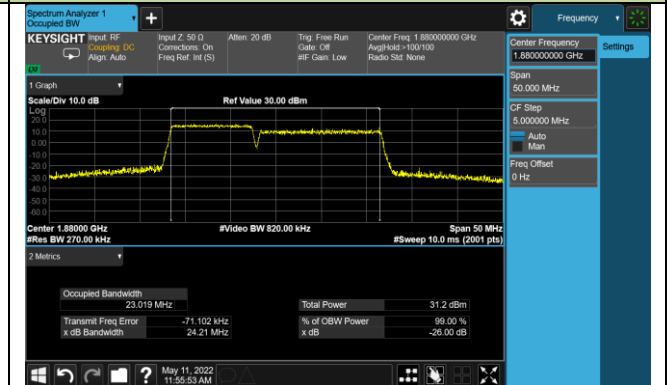 Spectrum Analyzer 1
Occupied BW
+
Frequency
KEYSIGHT Input: RF Input Z: 50 Ω Atten: 20 dB Trig: Free Run Center Freq: 1.880000000 GHz
Coupling: DC Corrections: On Gate: Off Avg|Hold:>100/100
Align: Auto Freq Ref: Int (S) #IF Gain: Low Radio Std: None
LW
Center Frequency
1.880000000 GHz
Settings
Span
50.000 MHz
CF Step
5.000000 MHz
Auto
Man
Freq Offset
0 Hz
1 Graph
Scale/Div 10.0 dB Ref Value 30.00 dBm
Log
20.0
10.0
0.00
-10.0
-20.0
-30.0
-40.0
-50.0
-60.0
Center 1.88000 GHz #Video BW 820.00 kHz Span 50 MHz
#Res BW 270.00 kHz #Sweep 10.0 ms (2001 pts)
2 Metrics
Occupied Bandwidth
23.019 MHz Total Power 31.2 dBm
Transmit Freq Error -71.102 kHz % of OBW Power 99.00 %
x dB Bandwidth 24.21 MHz x dB -26.00 dB
? May 11, 2022
11:55:53 AM